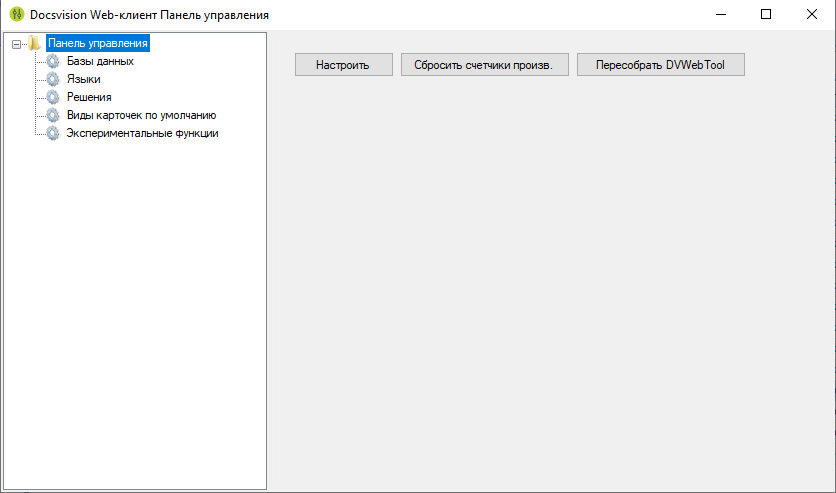 Docsvision Web-клиент Панель управления
Панель управления
Базы данных
Языки
Решения
Виды карточек по умолчанию
Экспериментальные функции
Настроить
Сбросить счетчики произв.
Пересобрать DVWebTool